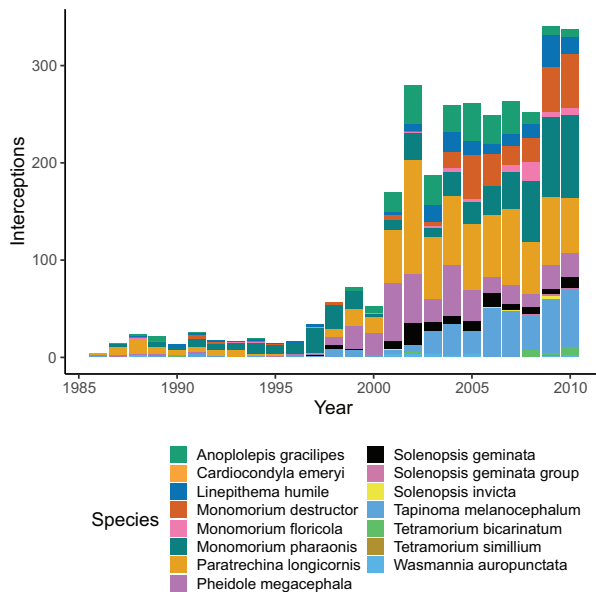 300
200
100
0
Interceptions
1985 1990 1995 2000 2005 2010
Year
Species
Anoplolepis gracilipes
Cardiocondyla emeryi
Linepithema humile
Monomorium destructor
Monomorium floricola
Monomorium pharaonis
Paratrechina longicornis
Pheidole megacephala
Solenopsis geminata
Solenopsis geminata group
Solenopsis invicta
Tapinoma melanocephalum
Tetramorium bicarinatum
Tetramorium simillium
Wasmannia auropunctata